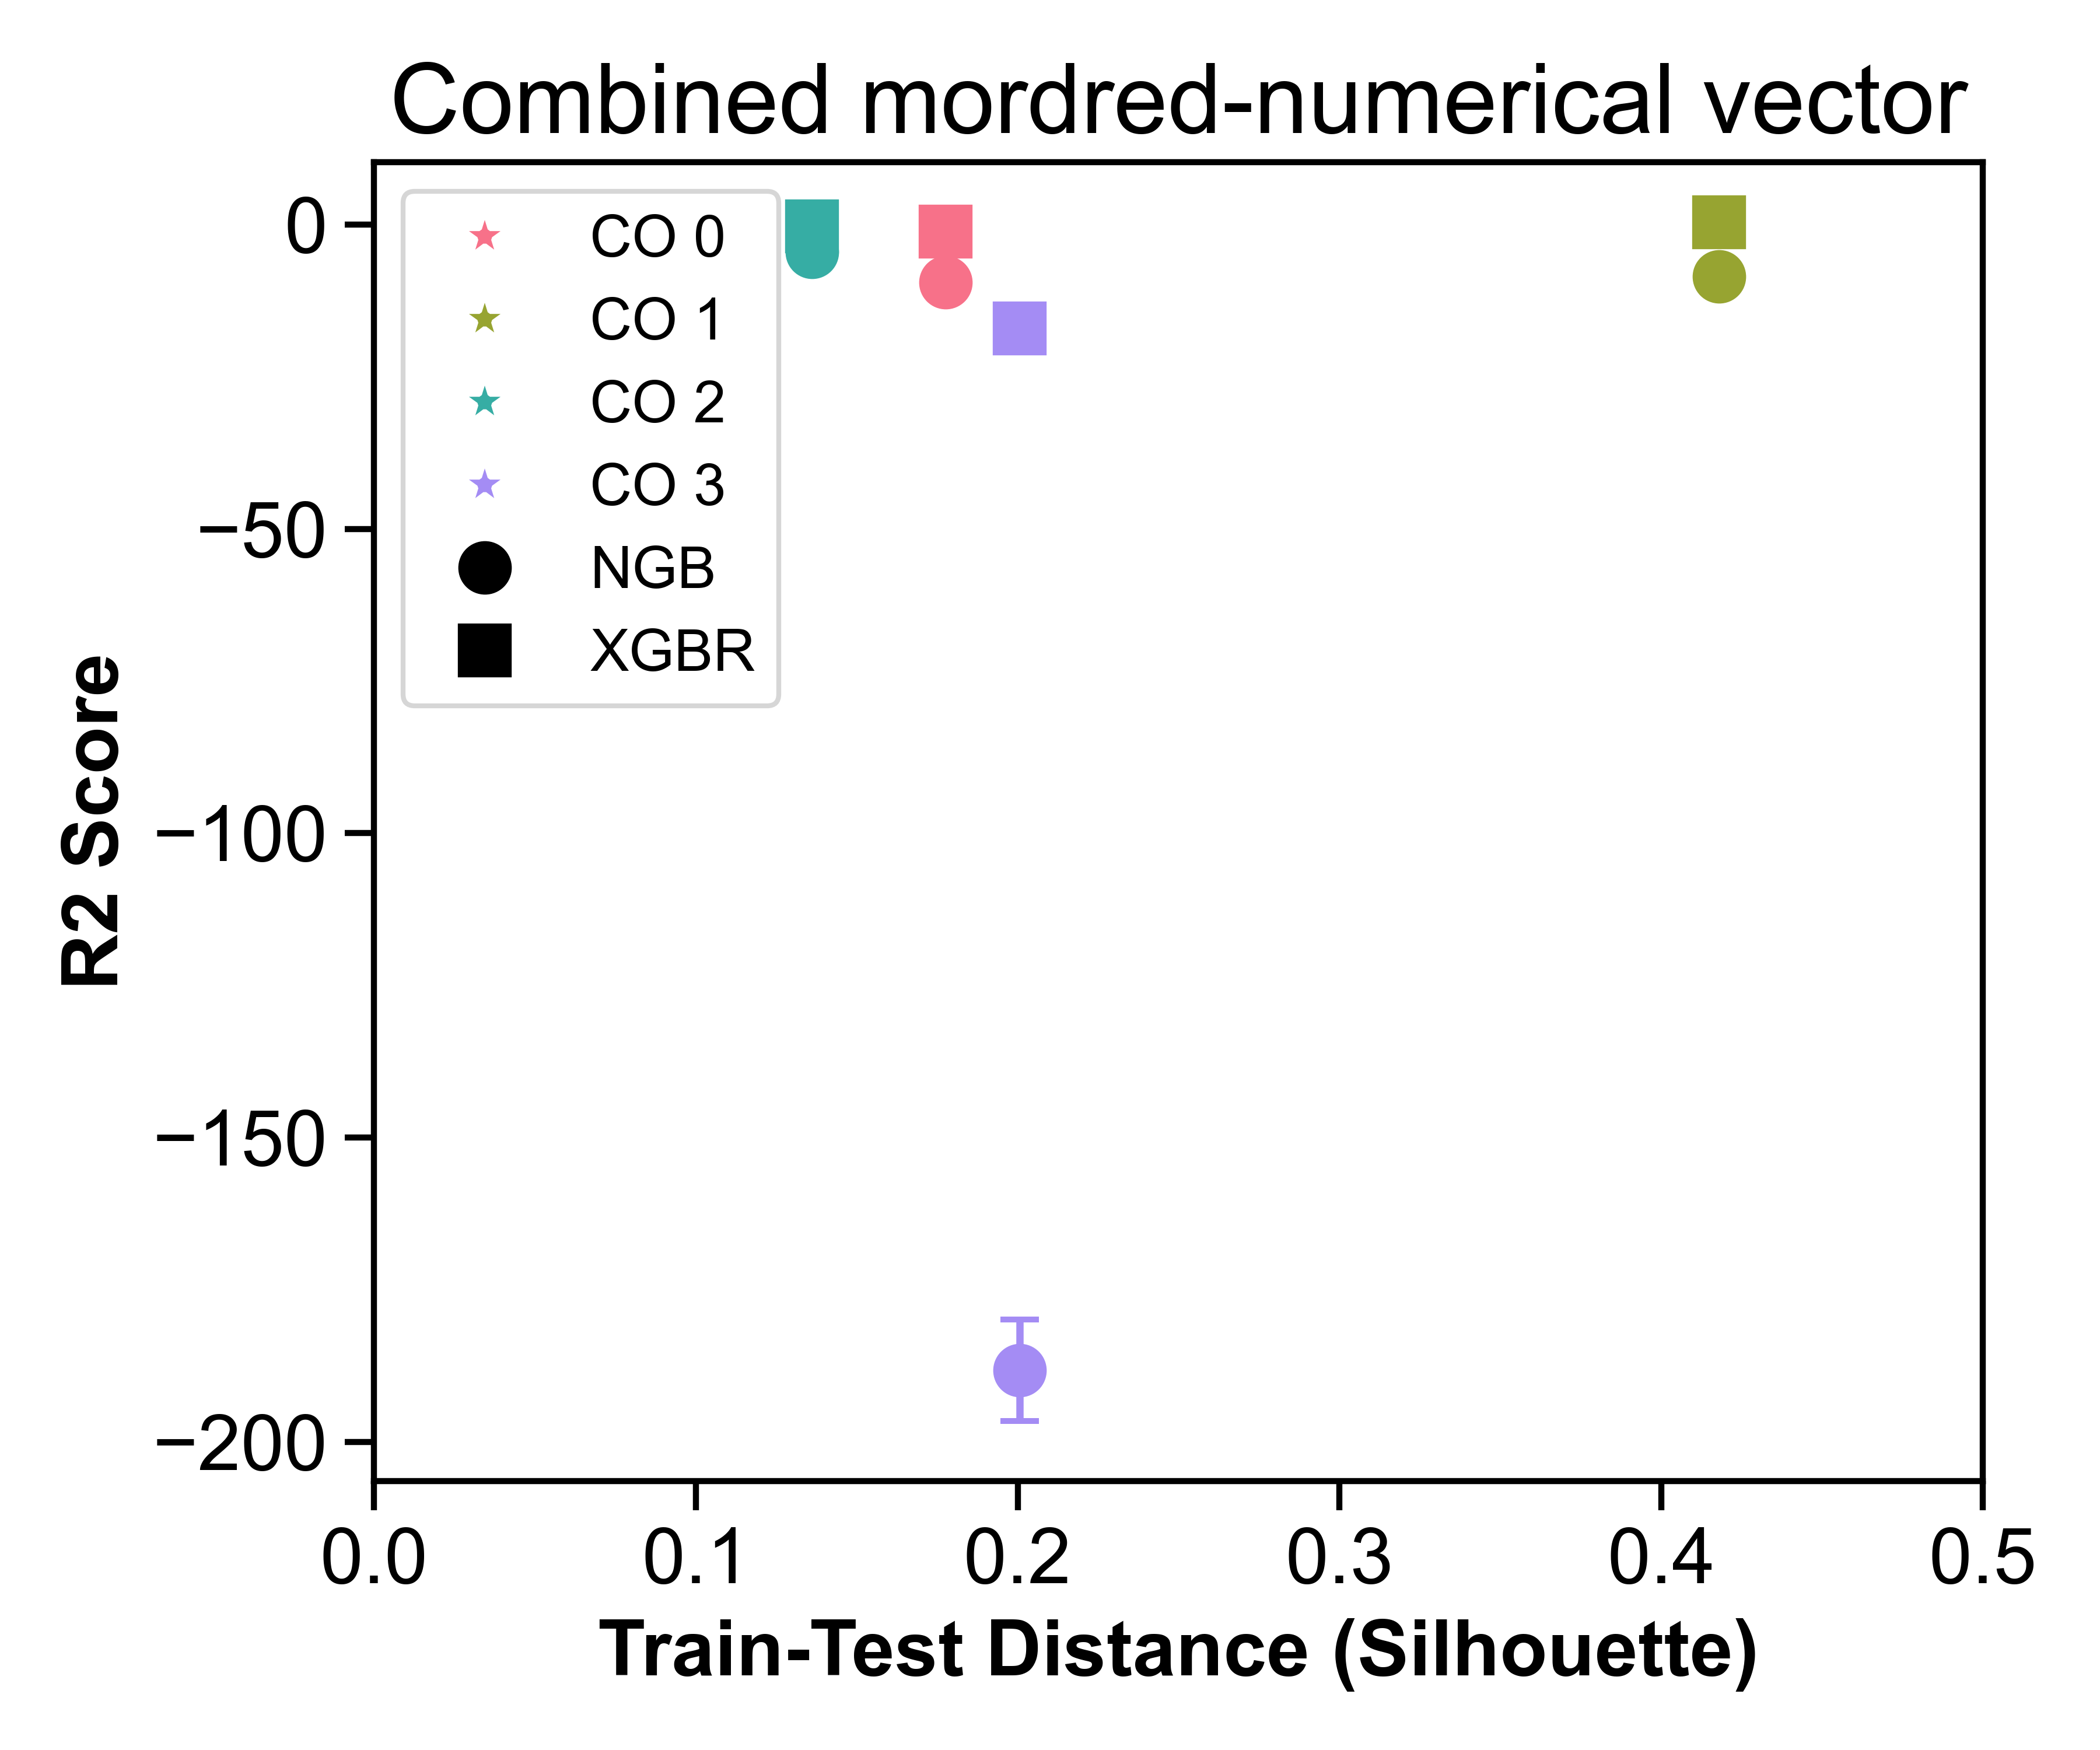 Combined mordred-numerical vector
CO 0
CO 1
CO 2
CO 3
NGB
XGBR
0
−50
−100
−150
−200
R2 Score
0.0 0.1 0.2 0.3 0.4 0.5
Train-Test Distance (Silhouette)